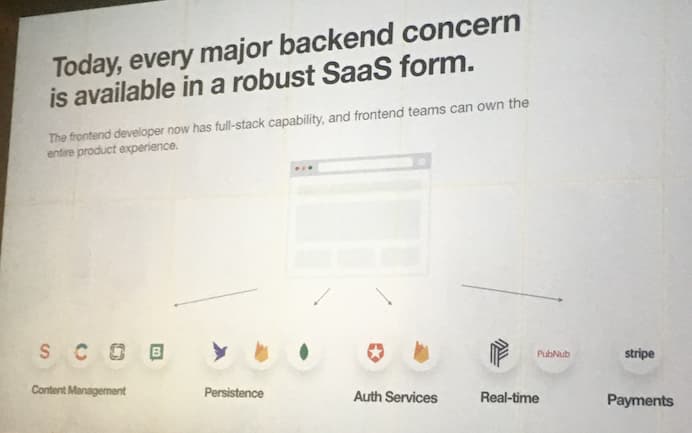 Today, every major backend concern
is available in a robust SaaS form.
The frontend developer now has full-stack capability, and frontend teams can own the
entire product experience.
S C B PubNub stripe
Content Management Persistence Auth Services Real-time Payments